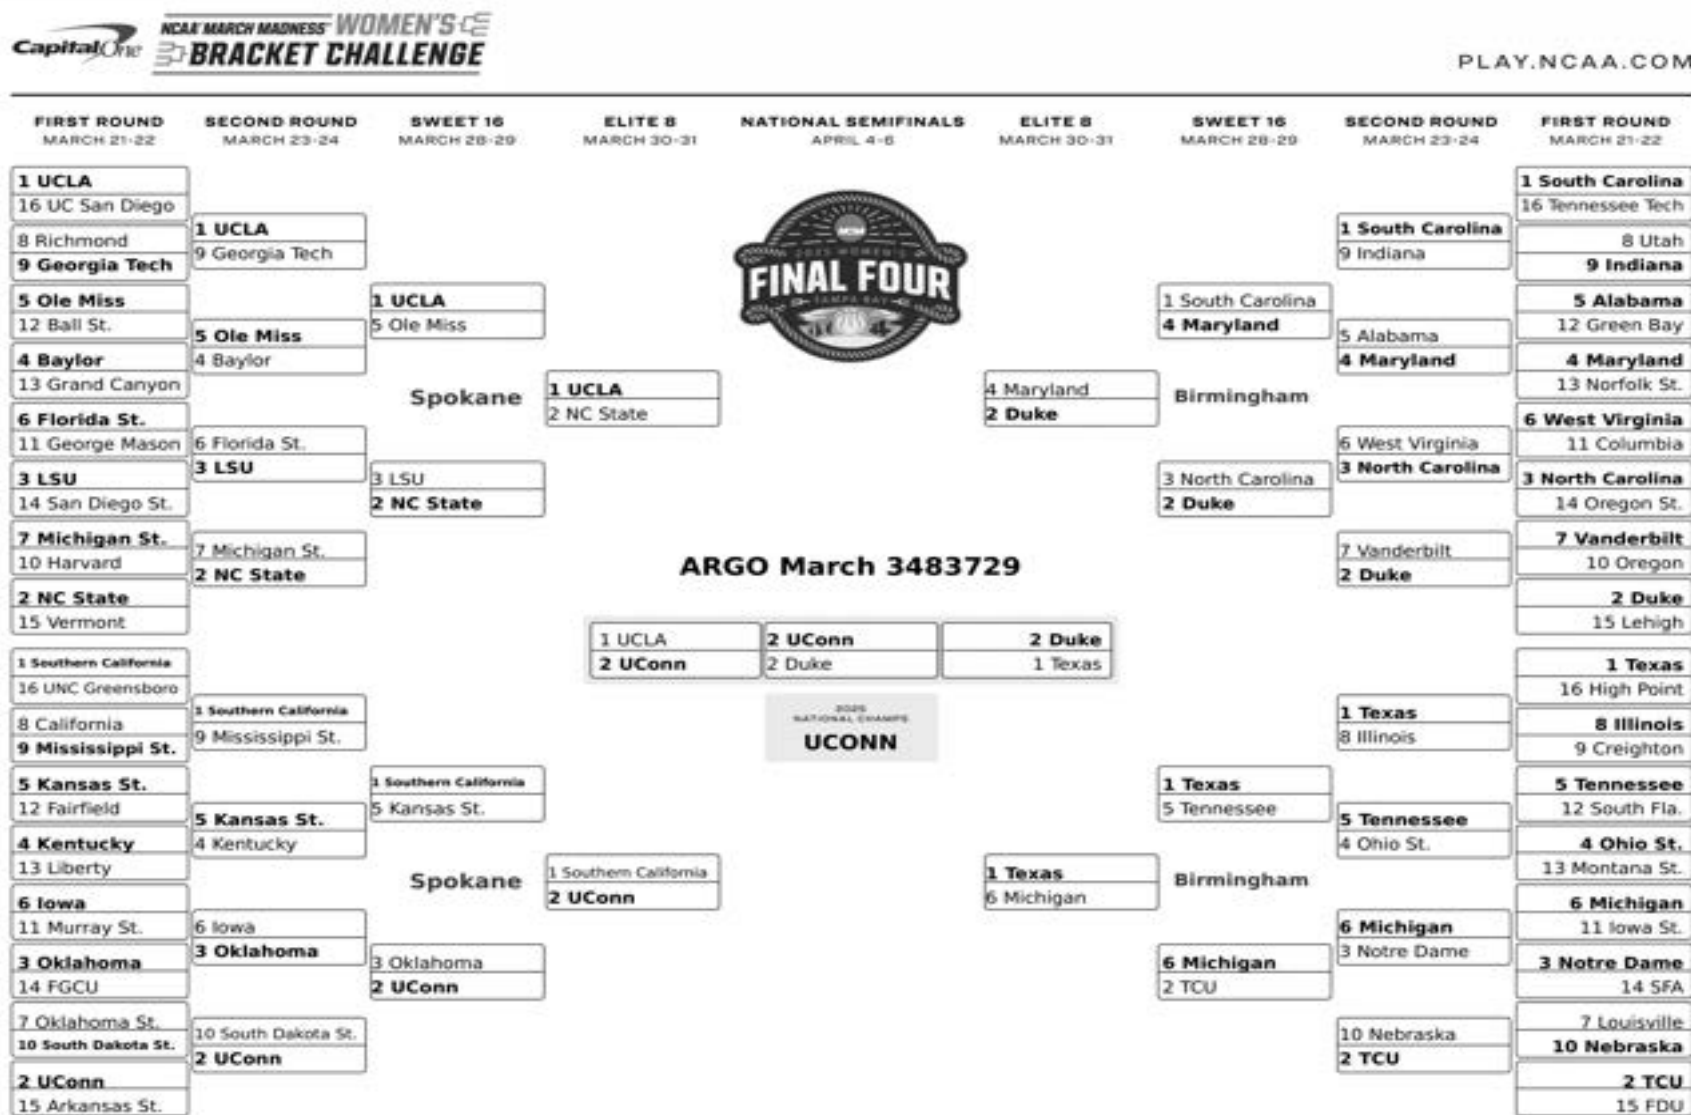 CapitalOne
NCAA MARCH MADNESS WOMEN'S
BRACKET CHALLENGE
PLAY.NCAA.COM
FIRST ROUND
MARCH 21-22
SECOND ROUND
MARCH 23-24
SWEET 16
MARCH 28-29
ELITE 8
MARCH 30-31
NATIONAL SEMIFINALS
APRIL 4-6
ELITE 8
MARCH 30-31
SWEET 16
MARCH 28-29
SECOND ROUND
MARCH 23-24
FIRST ROUND
MARCH 21-22
1 UCLA
16 UC San Diego
8 Richmond
9 Georgia Tech
5 Ole Miss
12 Ball St.
4 Baylor
13 Grand Canyon
6 Florida St.
11 George Mason
3 LSU
14 San Diego St.
7 Michigan St.
10 Harvard
2 NC State
15 Vermont
1 Southern California
16 UNC Greensboro
8 California
9 Mississippi St.
5 Kansas St.
12 Fairfield
4 Kentucky
13 Liberty
6 Iowa
11 Murray St.
3 Oklahoma
14 FGCU
7 Oklahoma St.
10 South Dakota St.
2 UConn
15 Arkansas St.
1 UCLA
9 Georgia Tech
5 Ole Miss
4 Baylor
6 Florida St.
3 LSU
7 Michigan St.
2 NC State
1 Southern California
9 Mississippi St.
5 Kansas St.
4 Kentucky
6 Iowa
3 Oklahoma
10 South Dakota St.
2 UConn
1 UCLA
5 Ole Miss
Spokane
3 LSU
2 NC State
1 Southern California
5 Kansas St.
Spokane
3 Oklahoma
2 UConn
1 UCLA
2 NC State
1 Southern California
2 UConn
NCAA
2025 WOMEN'S
FINAL FOUR
TAMPA BAY
ARGO March 3483729
1 UCLA
2 UConn
2 UConn
2 Duke
2 Duke
1 Texas
2025
NATIONAL CHAMPS
UCONN
4 Maryland
2 Duke
1 Texas
6 Michigan
1 South Carolina
4 Maryland
Birmingham
3 North Carolina
2 Duke
1 Texas
5 Tennessee
Birmingham
6 Michigan
2 TCU
1 South Carolina
9 Indiana
5 Alabama
4 Maryland
6 West Virginia
3 North Carolina
7 Vanderbilt
2 Duke
1 Texas
8 Illinois
5 Tennessee
4 Ohio St.
6 Michigan
3 Notre Dame
10 Nebraska
2 TCU
1 South Carolina
16 Tennessee Tech
8 Utah
9 Indiana
5 Alabama
12 Green Bay
4 Maryland
13 Norfolk St.
6 West Virginia
11 Columbia
3 North Carolina
14 Oregon St.
7 Vanderbilt
10 Oregon
2 Duke
15 Lehigh
1 Texas
16 High Point
8 Illinois
9 Creighton
5 Tennessee
12 South Fla.
4 Ohio St.
13 Montana St.
6 Michigan
11 Iowa St.
3 Notre Dame
14 SFA
7 Louisville
10 Nebraska
2 TCU
15 FDU